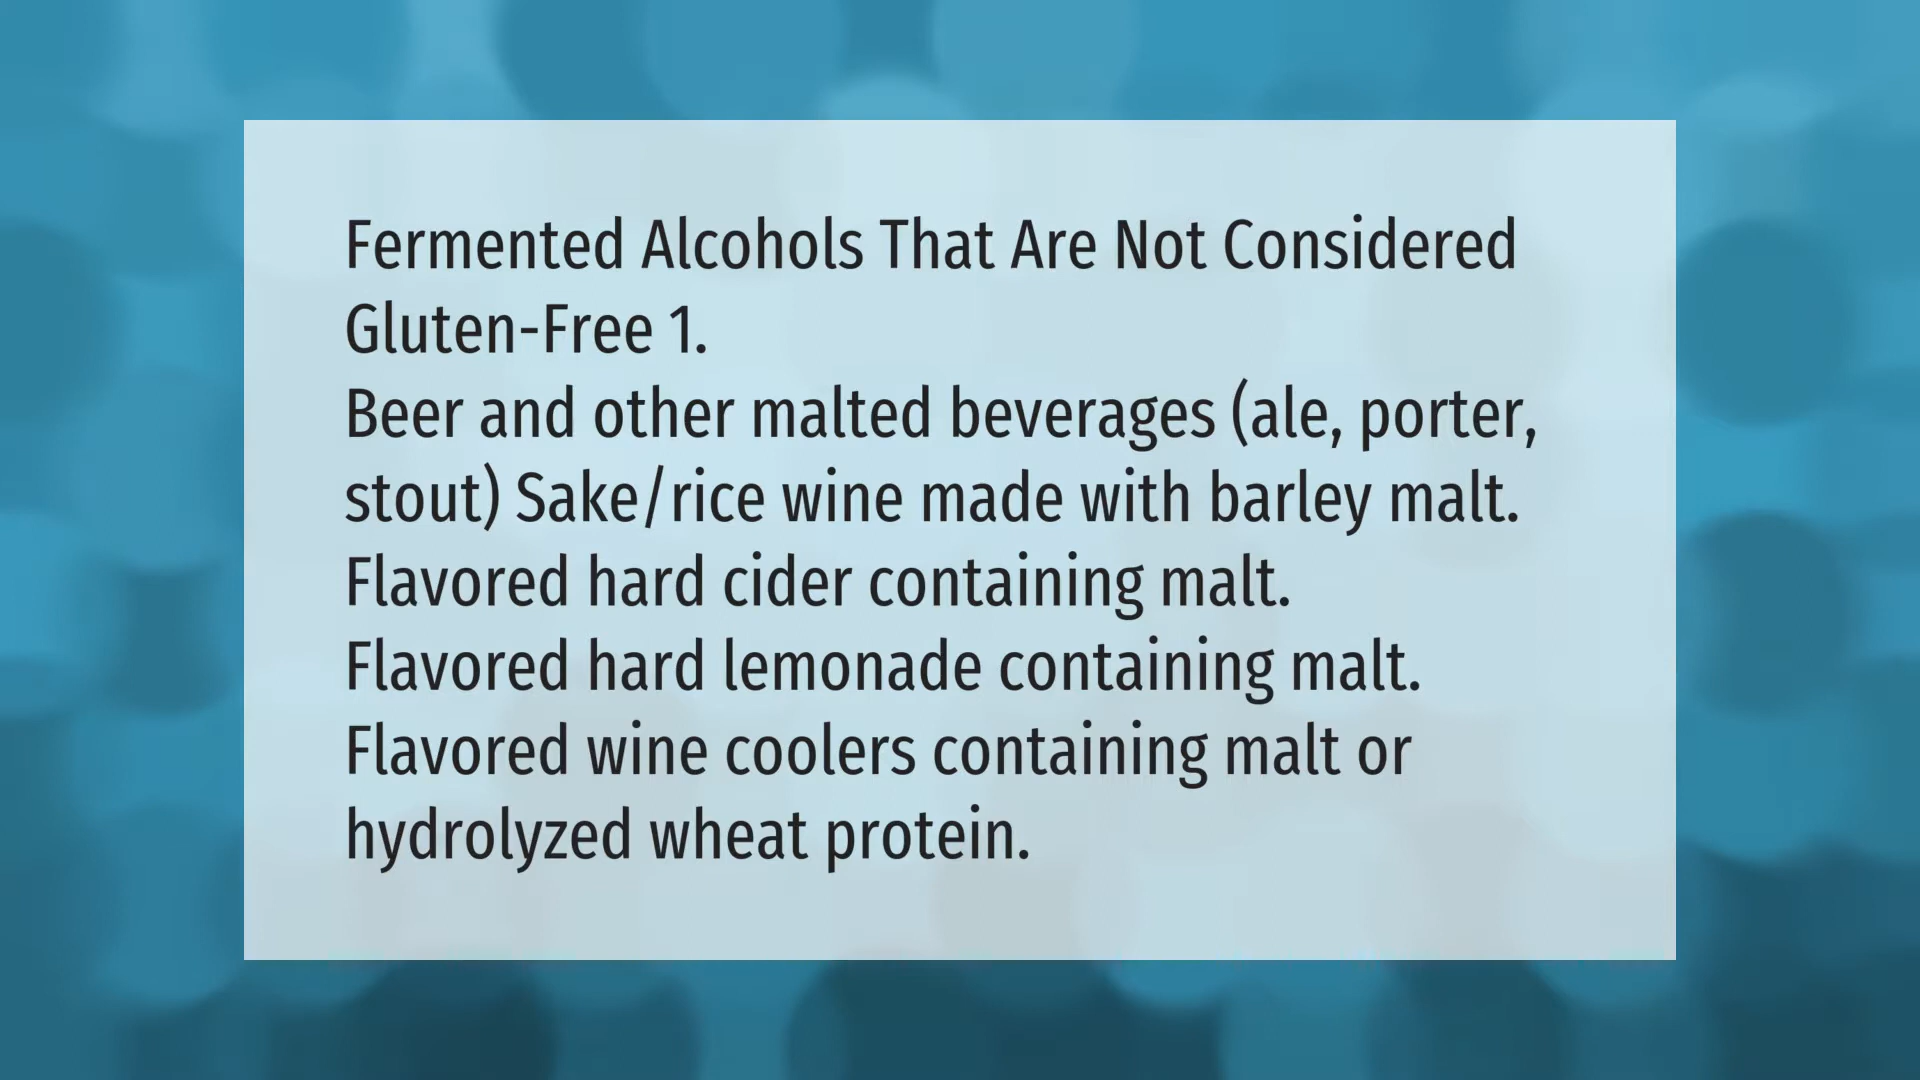 Fermented Alcohols That Are Not Considered
Gluten-Free 1.
Beer and other malted beverages (ale, porter,
stout) Sake/rice wine made with barley malt.
Flavored hard cider containing malt.
Flavored hard lemonade containing malt.
Flavored wine coolers containing malt or
hydrolyzed wheat protein.